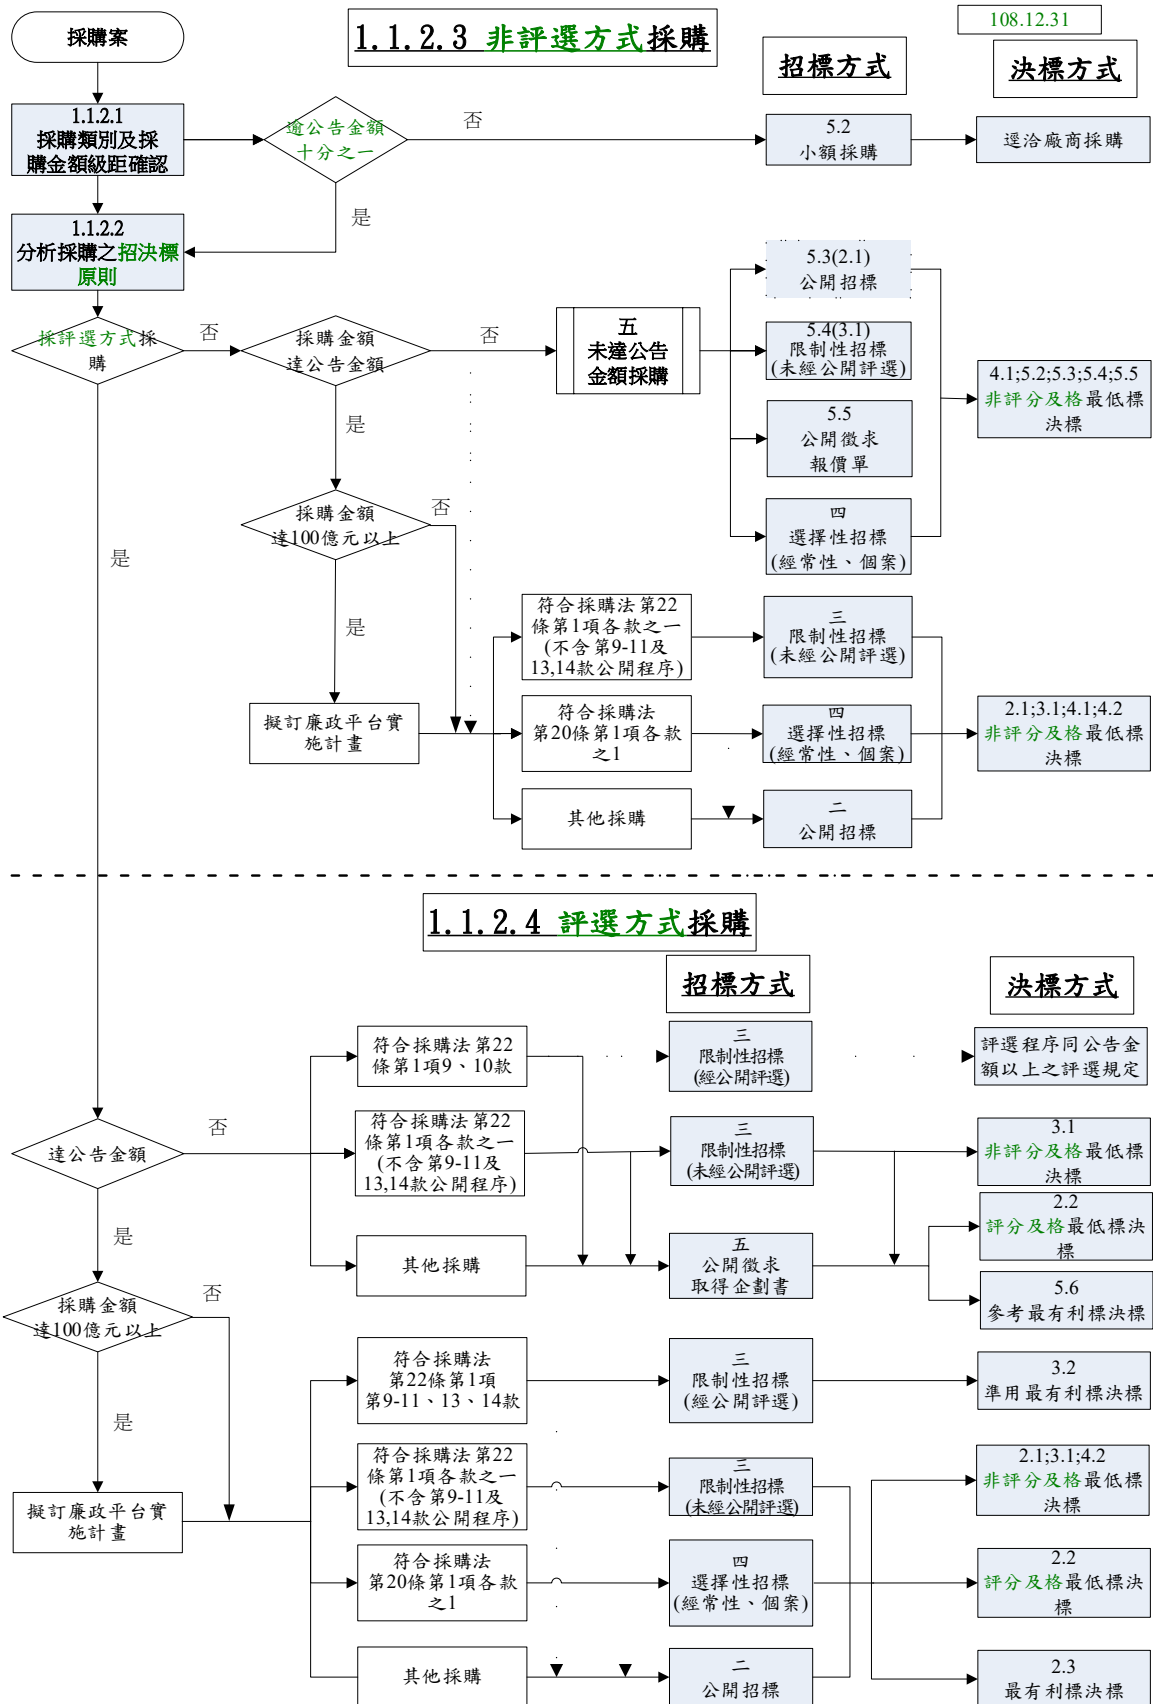 採購案
1.1.2.3 非評選方式採購
108.12.31
招標方式
決標方式
1.1.2.1
採購類別及採
購金額級距確認
逾公告金額
十分之一
否
5.2
小額採購
逕洽廠商採購
是
1.1.2.2
分析採購之招決標
原則
採評選方式採
購
否
採購金額
達公告金額
否
五
未達公告
金額採購
5.3(2.1)
公開招標
5.4(3.1)
限制性招標
(未經公開評選)
5.5
公開徵求
報價單
四
選擇性招標
(經常性、個案)
4.1;5.2;5.3;5.4;5.5
非評分及格最低標
決標
是
採購金額
達100億元以上
否
是
是
擬訂廉政平台實
施計畫
符合採購法第22
條第1項各款之一
(不含第9-11及
13,14款公開程序)
三
限制性招標
(未經公開評選)
符合採購法
第20條第1項各款
之1
四
選擇性招標
(經常性、個案)
2.1;3.1;4.1;4.2
非評分及格最低標
決標
其他採購
二
公開招標
1.1.2.4 評選方式採購
招標方式
決標方式
符合採購法第22
條第1項9、10款
三
限制性招標
(經公開評選)
評選程序同公告金
額以上之評選規定
達公告金額
否
符合採購法第22
條第1項各款之一
(不含第9-11及
13,14款公開程序)
三
限制性招標
(未經公開評選)
3.1
非評分及格最低標
決標
是
其他採購
五
公開徵求
取得企劃書
2.2
評分及格最低標決
標
5.6
參考最有利標決標
採購金額
達100億元以上
否
是
擬訂廉政平台實
施計畫
符合採購法
第22條第1項
第9-11、13、14款
三
限制性招標
(經公開評選)
3.2
準用最有利標決標
符合採購法第22
條第1項各款之一
(不含第9-11及
13,14款公開程序)
三
限制性招標
(未經公開評選)
2.1;3.1;4.2
非評分及格最低標
決標
符合採購法
第20條第1項各款
之1
四
選擇性招標
(經常性、個案)
2.2
評分及格最低標決
標
其他採購
二
公開招標
2.3
最有利標決標